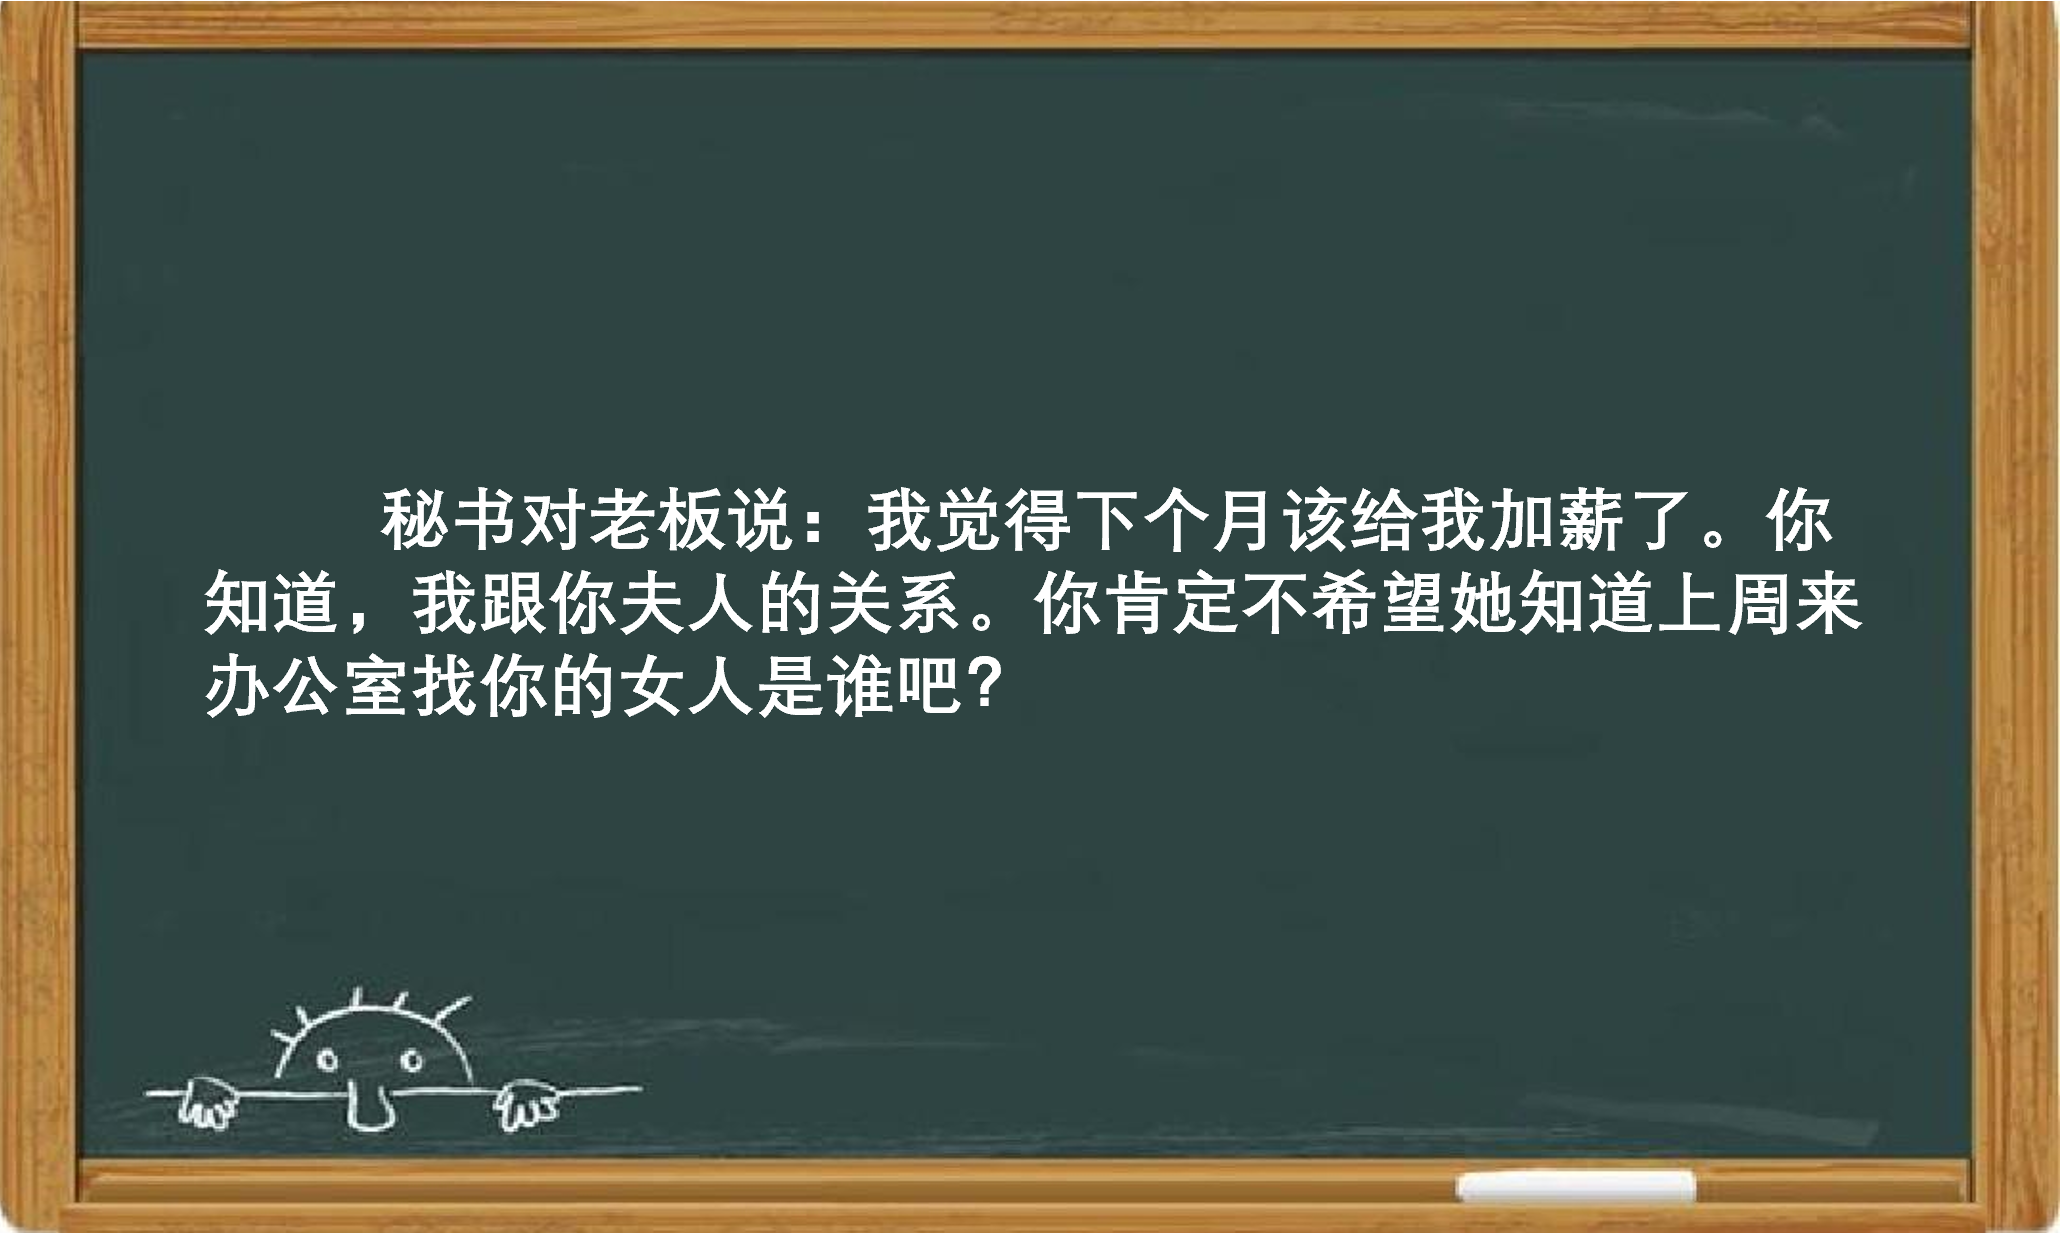 秘书对老板说：我觉得下个月该给我加薪了。你
知道，我跟你夫人的关系。你肯定不希望她知道上周来
办公室找你的女人是谁吧？